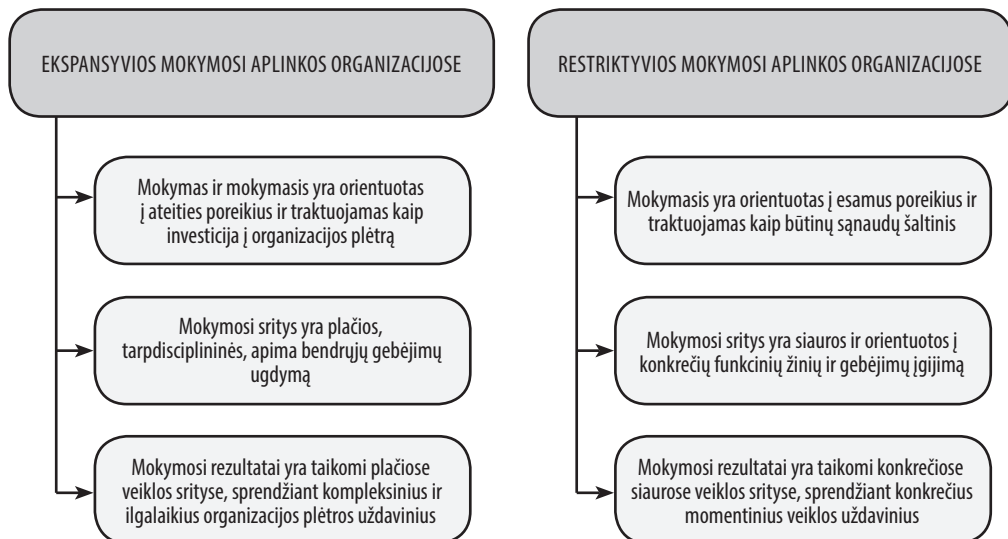 EKSPANSYVIOS MOKYMOSI APLINKOS ORGANIZACIJOSE
Mokymas ir mokymasis yra orientuotas
į ateities poreikius ir traktuojamas kaip
investicija į organizacijos plėtrą
Mokymosi sritys yra plačios,
tarpdisciplininės, apima bendrųjų gebėjimų
ugdymą
Mokymosi rezultatai yra taikomi plačiose
veiklos srityse, sprendžiant kompleksinius ir
ilgalaikius organizacijos plėtros uždavinius
RESTRIKTYVIOS MOKYMOSI APLINKOS ORGANIZACIJOSE
Mokymasis yra orientuotas į esamus poreikius ir
traktuojamas kaip būtinų sąnaudų šaltinis
Mokymosi sritys yra siauros ir orientuotos į
konkrečių funkcinių žinių ir gebėjimų įgijimą
Mokymosi rezultatai yra taikomi konkrečiose
siaurose veiklos srityse, sprendžiant konkrečius
momentinius veiklos uždavinius